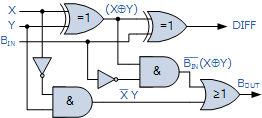 X
Y
B_IN
=1
(X⊕Y)
=1
DIFF
&
&
X̅ Y
B̅_IN(X⊕Y)
≥1
B_OUT